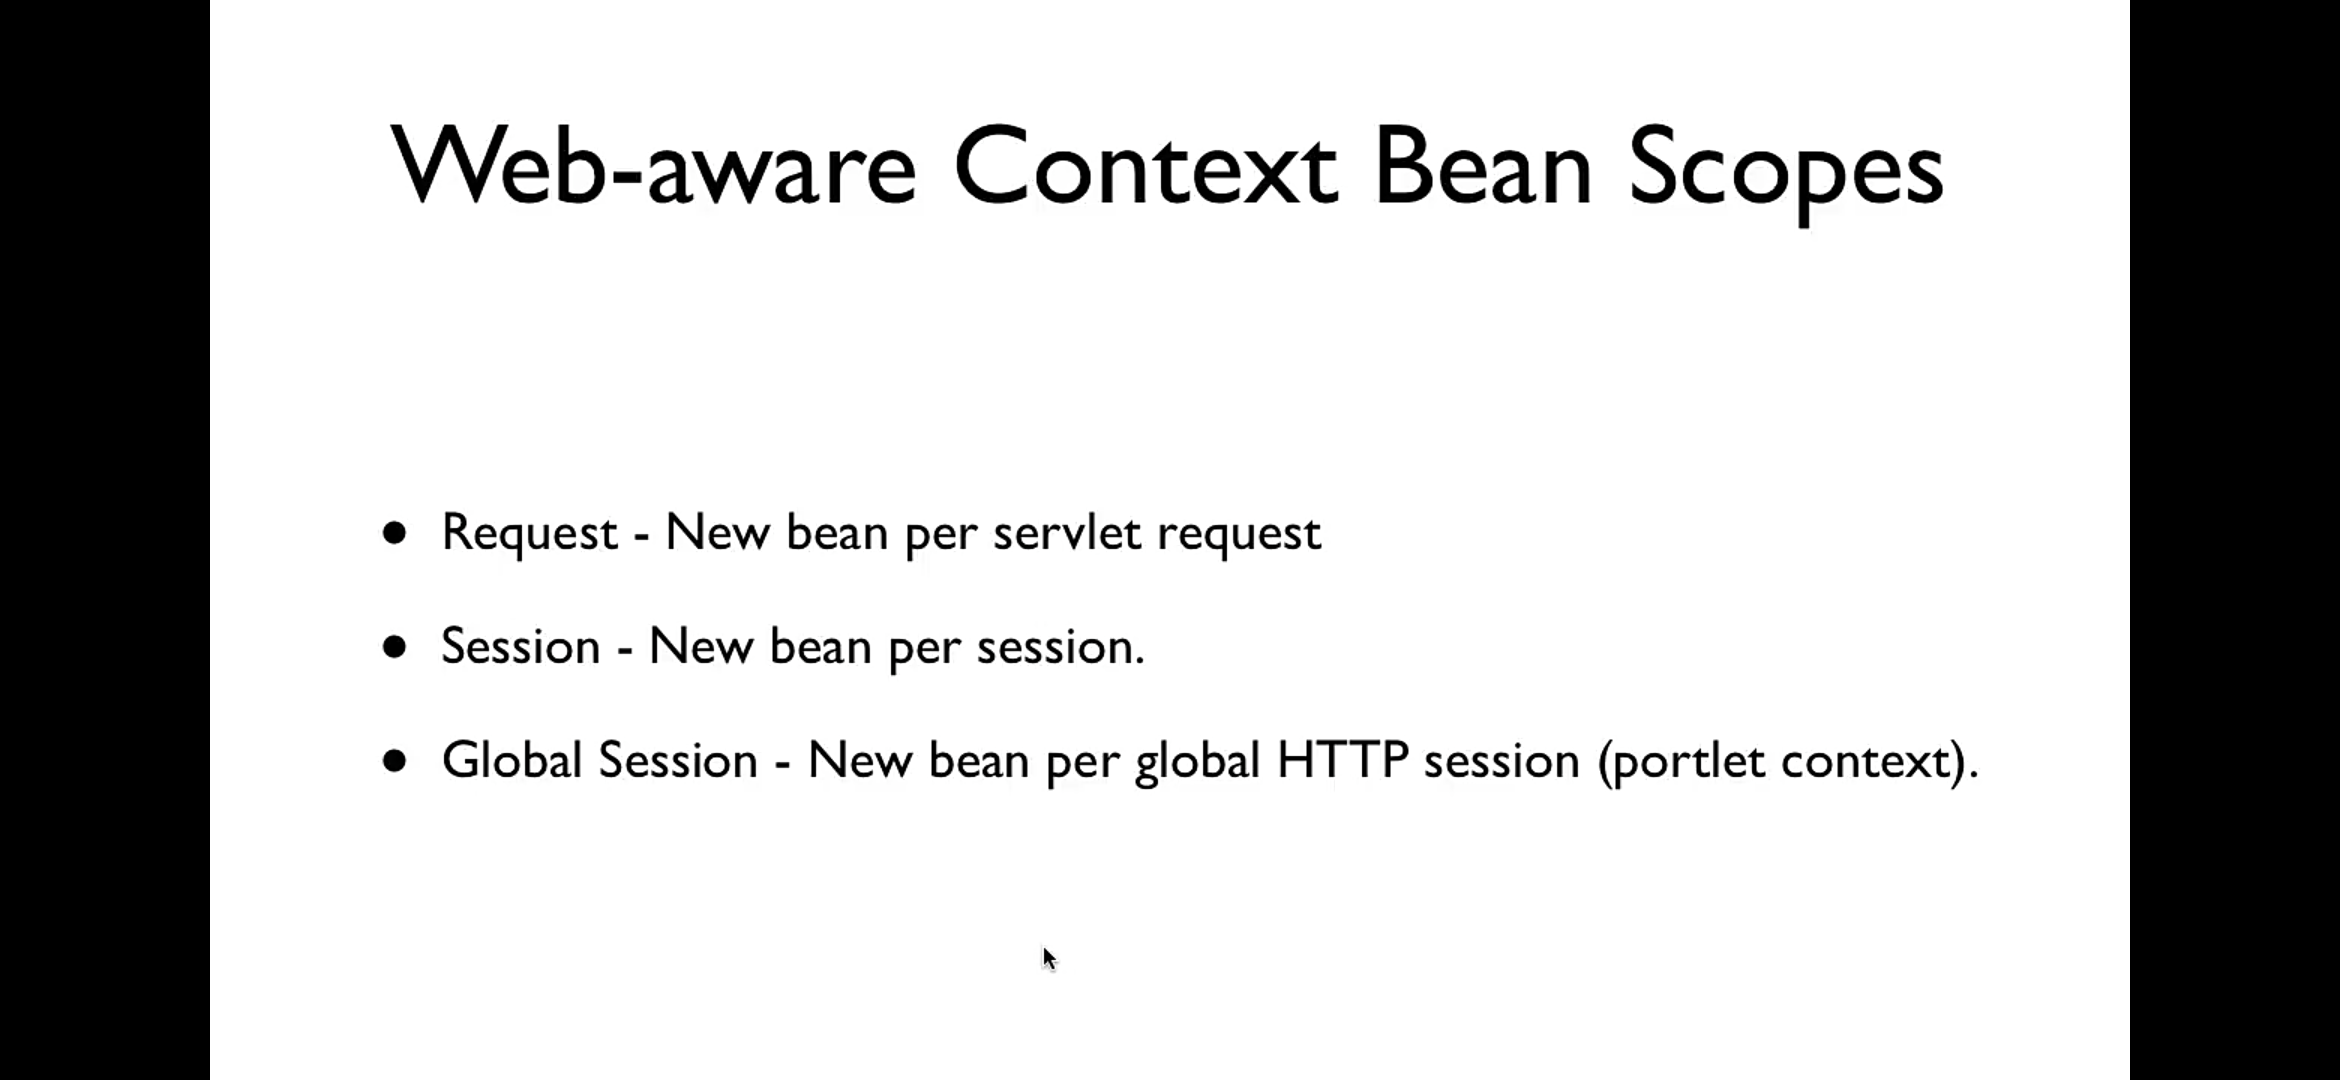 Web-aware Context Bean Scopes
• Request - New bean per servlet request
• Session - New bean per session.
• Global Session - New bean per global HTTP session (portlet context).